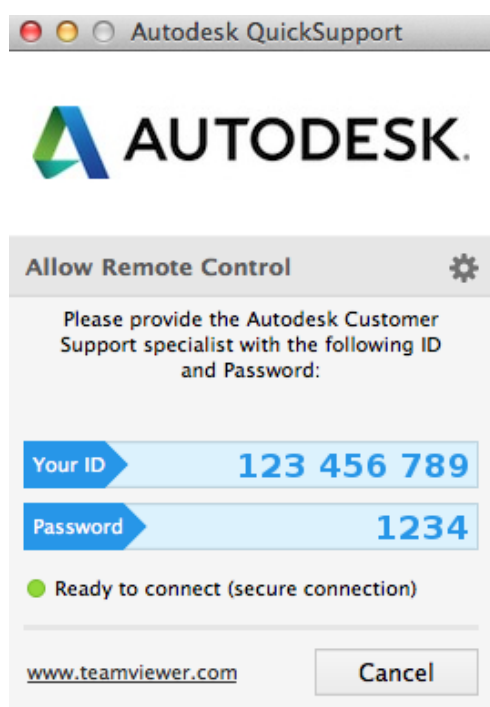 Autodesk QuickSupport
AUTODESK.
Allow Remote Control
Please provide the Autodesk Customer
Support specialist with the following ID
and Password:
Your ID 123 456 789
Password 1234
Ready to connect (secure connection)
www.teamviewer.com Cancel